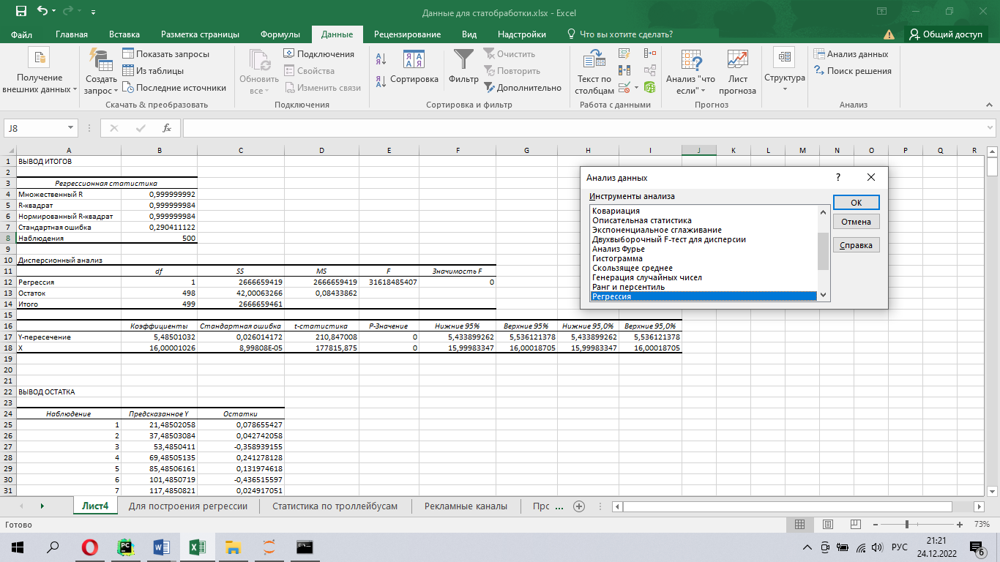 Данные для статобработки.xlsx - Excel
Файл Главная Вставка Разметка страницы Формулы Данные Рецензирование Вид Надстройки Что вы хотите сделать? Общий доступ
Получение внешних данных
Создать запрос
Показать запросы
Из таблицы
Последние источники
Скачать & преобразовать
Обновить все
Подключения
Свойства
Изменить связи
Подключения
Сортировка
Фильтр
Очистить
Повторить
Дополнительно
Сортировка и фильтр
Текст по столбцам
Работа с данными
Анализ "что если"
Лист прогноза
Прогноз
Структура
Анализ данных
Поиск решения
Анализ
J8 fx
A B C D E F G H I J K L M N O P Q R
1 ВЫВОД ИТОГОВ
2
3 Регрессионная статистика
4 Множественный R 0,999999992
5 R-квадрат 0,999999984
6 Нормированный R-квадрат 0,999999984
7 Стандартная ошибка 0,290411122
8 Наблюдения 500
9
10 Дисперсионный анализ
11 df SS MS F Значимость F
12 Регрессия 1 2666659419 2666659419 31618485407 0
13 Остаток 498 42,00063266 0,08433862
14 Итого 499 2666659461
15
16 Коэффициенты Стандартная ошибка t-статистика P-Значение Нижние 95% Верхние 95% Нижние 95,0% Верхние 95,0%
17 Y-пересечение 5,48501032 0,026014172 210,847008 0 5,433899262 5,536121378 5,433899262 5,536121378
18 X 16,00001026 8,99808E-05 177815,875 0 15,99983347 16,00018705 15,99983347 16,00018705
19
20
21
22 ВЫВОД ОСТАТКА
23
24 Наблюдение Предсказанное Y Остатки
25 1 21,48502058 0,078655427
26 2 37,48503084 0,042742058
27 3 53,4850411 -0,358939155
28 4 69,48505135 0,241278128
29 5 85,48506161 0,131974618
30 6 101,4850719 -0,436515597
31 7 117,4850821 0,024917051
Анализ данных ?
Инструменты анализа
Ковариация
Описательная статистика
Экспоненциальное сглаживание
Двухвыборочный F-тест для дисперсии
Анализ Фурье
Гистограмма
Скользящее среднее
Генерация случайных чисел
Ранг и персентиль
Регрессия
OK
Отмена
Справка
Лист4 Для построения регрессии Статистика по троллейбусам Рекламные каналы Прс ...
Готово 73%
РУС 21:21
24.12.2022
6